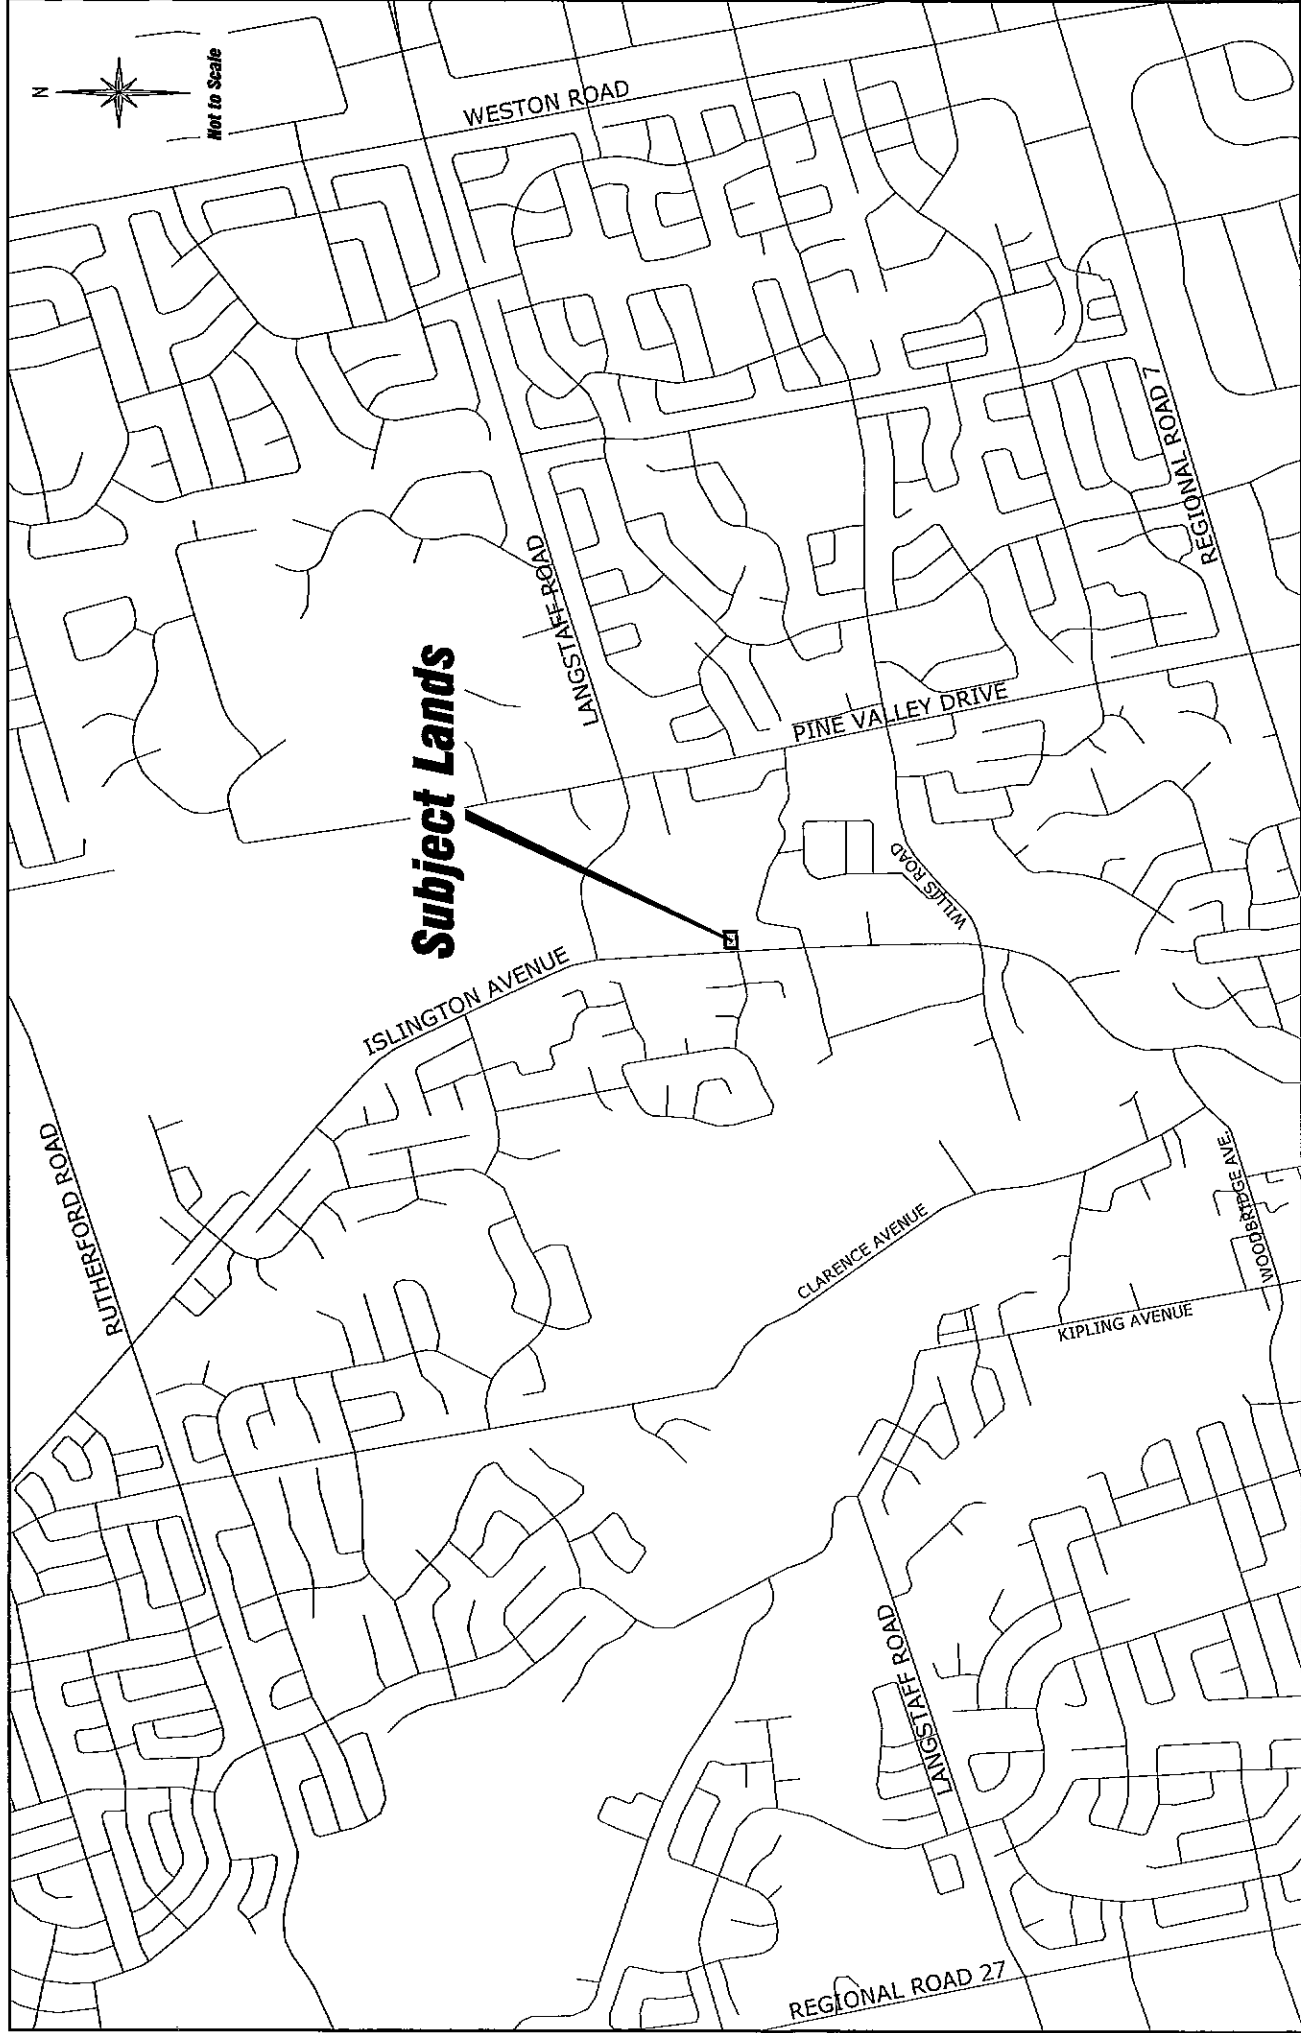 N
Not to Scale
WESTON ROAD
LANGSTAFF ROAD
REGIONAL ROAD 7
Subject Lands
PINE VALLEY DRIVE
WILLIS ROAD
ISLINGTON AVENUE
RUTHERFORD ROAD
CLARENCE AVENUE
WOODBRIDGE AVE.
KIPLING AVENUE
LANGSTAFF ROAD
REGIONAL ROAD 27